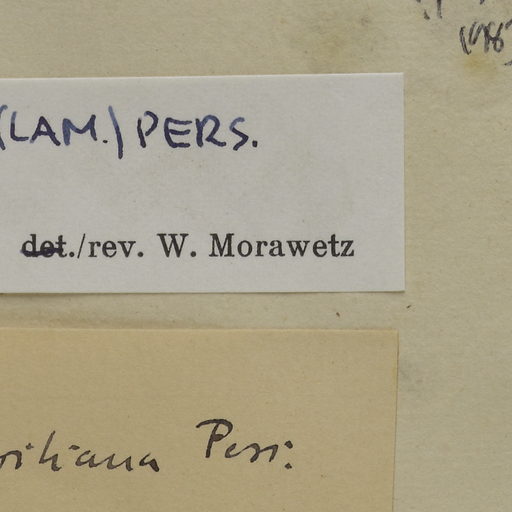 (LAM.) PERS.
det./rev. W. Morawetz
Pers.